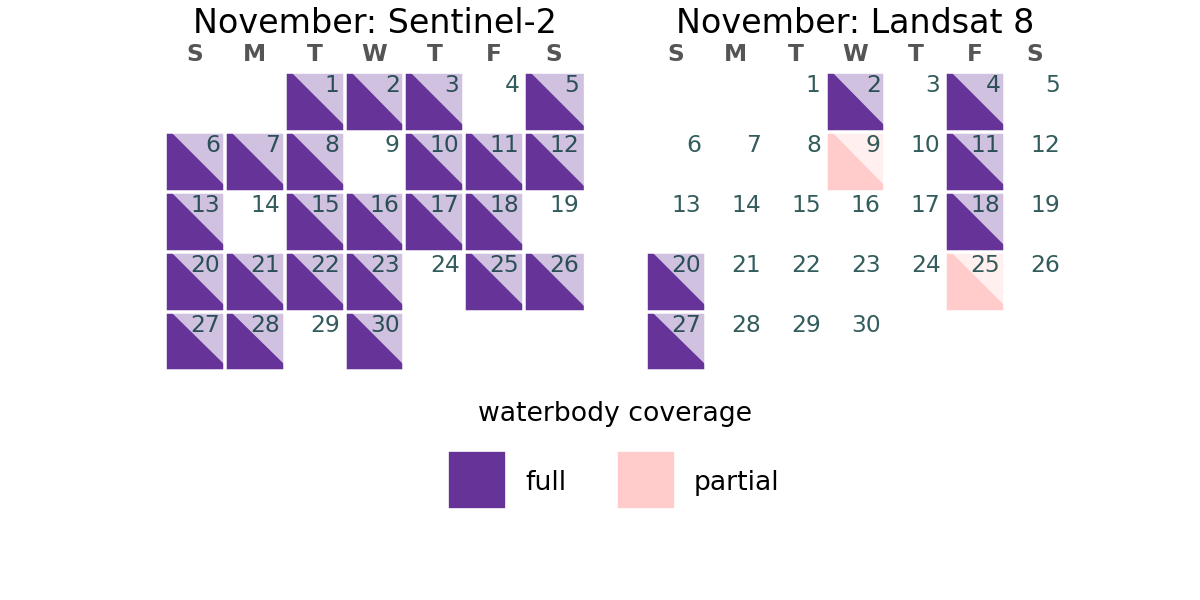 November: Sentinel-2
S M T W T F S
1 2 3 4 5
6 7 8 9 10 11 12
13 14 15 16 17 18 19
20 21 22 23 24 25 26
27 28 29 30
November: Landsat 8
S M T W T F S
1 2 3 4 5
6 7 8 9 10 11 12
13 14 15 16 17 18 19
20 21 22 23 24 25 26
27 28 29 30
waterbody coverage
full partial